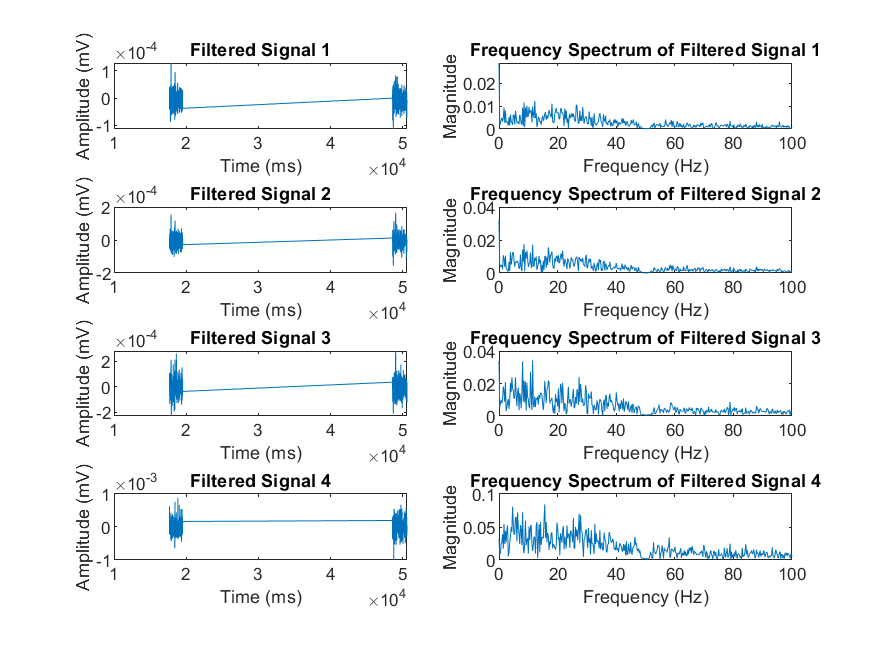 Filtered Signal 1
×10-4
Amplitude (mV)
1
0
-1
1 2 3 4 5
Time (ms)
×104
Frequency Spectrum of Filtered Signal 1
Magnitude
0.02
0.01
0
0 20 40 60 80 100
Frequency (Hz)
Filtered Signal 2
×10-4
Amplitude (mV)
2
0
-2
1 2 3 4 5
Time (ms)
×104
Frequency Spectrum of Filtered Signal 2
Magnitude
0.04
0.02
0
0 20 40 60 80 100
Frequency (Hz)
Filtered Signal 3
×10-4
Amplitude (mV)
2
0
-2
1 2 3 4 5
Time (ms)
×104
Frequency Spectrum of Filtered Signal 3
Magnitude
0.04
0.02
0
0 20 40 60 80 100
Frequency (Hz)
Filtered Signal 4
×10-3
Amplitude (mV)
1
0
-1
1 2 3 4 5
Time (ms)
×104
Frequency Spectrum of Filtered Signal 4
Magnitude
0.1
0.05
0
0 20 40 60 80 100
Frequency (Hz)